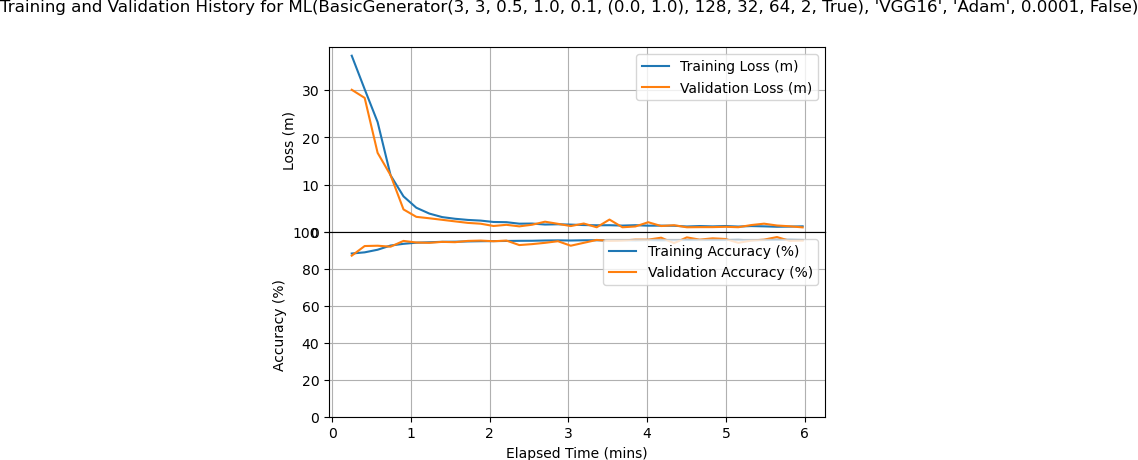 Training and Validation History for ML(BasicGenerator(3, 3, 0.5, 1.0, 0.1, (0.0, 1.0), 128, 32, 64, 2, True), 'VGG16', 'Adam', 0.0001, False)
Training Loss (m)
Validation Loss (m)
30
20
10
0
Loss (m)
Training Accuracy (%)
Validation Accuracy (%)
100
80
60
40
20
0
Accuracy (%)
0 1 2 3 4 5 6
Elapsed Time (mins)